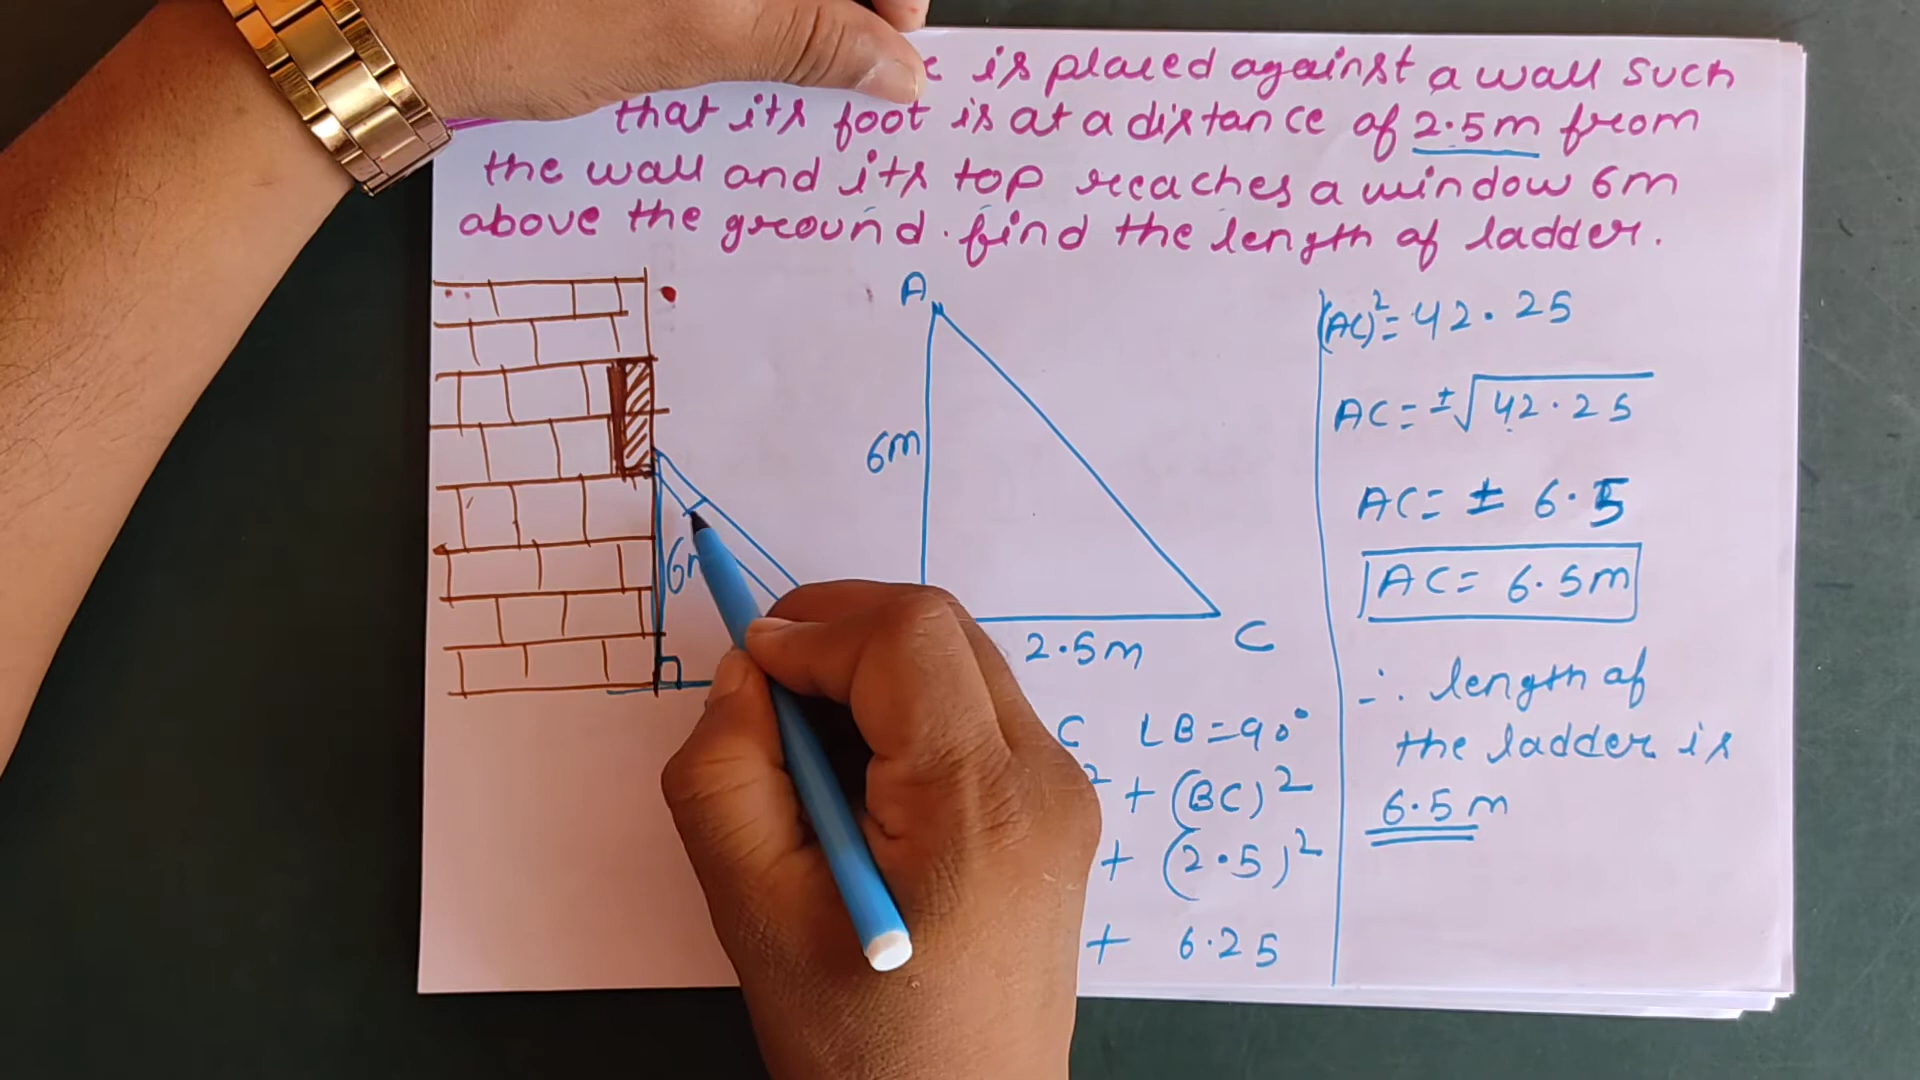 is placed against a wall such
that its foot is at a distance of 2.5m from
the wall and its top reaches a window 6m
above the ground. find the length of ladder.
6m
A
6m
2.5m
C
C ∠B=90°
² + (BC)²
+ (2.5)²
+ 6.25
(AC)²= 42.25
AC= ±√42.25
AC= ± 6.5
AC= 6.5m
∴ length of
the ladder is
6.5m